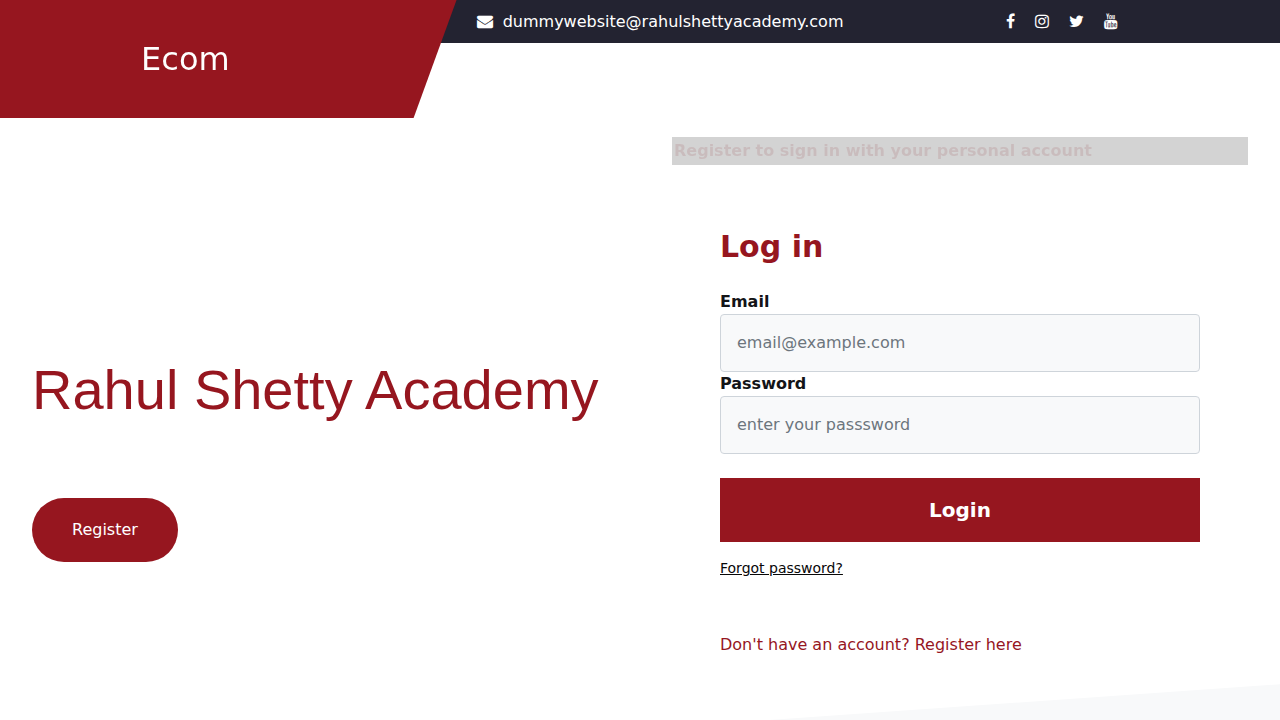 Ecom
dummywebsite@rahulshettyacademy.com
You
Tube
Register to sign in with your personal account
Log in
Email
email@example.com
Password
enter your passsword
Login
Forgot password?
Don't have an account? Register here
Rahul Shetty Academy
Register